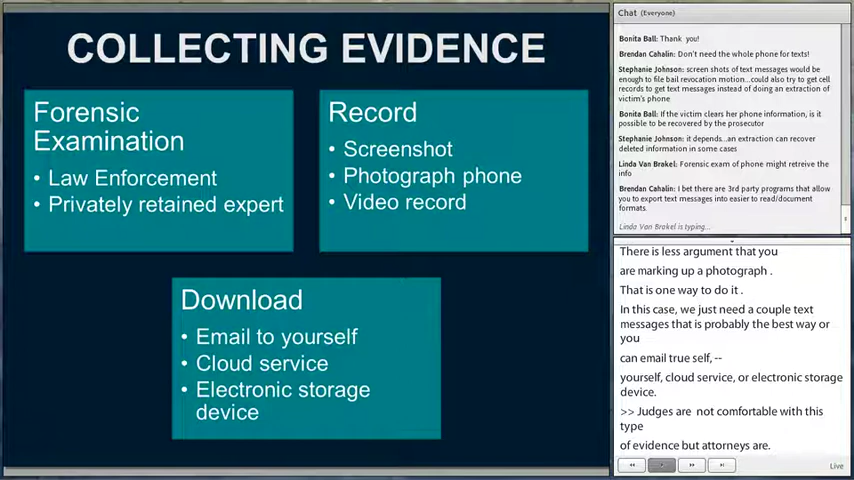 COLLECTING EVIDENCE
Forensic
Examination
• Law Enforcement
• Privately retained expert
Record
• Screenshot
• Photograph phone
• Video record
Download
• Email to yourself
• Cloud service
• Electronic storage
device
Chat (Everyone)
Bonita Ball: Thank you!
Brendan Cahalin: Don't need the whole phone for texts!
Stephanie Johnson: screen shots of text messages would be
enough to file bail revocation motion...could also try to get cell
records to get text messages instead of doing an extraction of
victim's phone
Bonita Ball: If the victim clears her phone information, is it
possible to be recovered by the prosecutor
Stephanie Johnson: it depends...an extraction can recover
deleted information in some cases
Linda Van Brakel: Forensic exam of phone might retreive the
info
Brendan Cahalin: I bet there are 3rd party programs that allow
you to export text messages into easier to read/document
formats.
Linda Van Brakel is typing...
There is less argument that you
are marking up a photograph .
That is one way to do it .
In this case, we just need a couple text
messages that is probably the best way or
you
can email true self, --
yourself, cloud service, or electronic storage
device.
>> Judges are not comfortable with this
type
of evidence but attorneys are.
Live